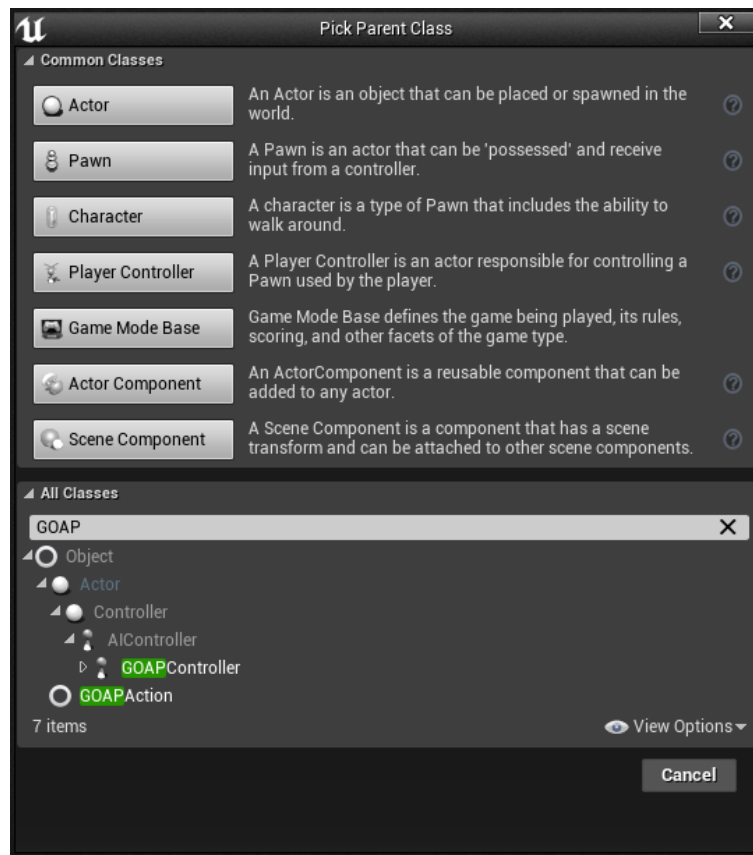 Pick Parent Class
Common Classes
Actor
An Actor is an object that can be placed or spawned in the
world.
Pawn
A Pawn is an actor that can be 'possessed' and receive
input from a controller.
Character
A character is a type of Pawn that includes the ability to
walk around.
Player Controller
A Player Controller is an actor responsible for controlling a
Pawn used by the player.
Game Mode Base
Game Mode Base defines the game being played, its rules,
scoring, and other facets of the game type.
Actor Component
An ActorComponent is a reusable component that can be
added to any actor.
Scene Component
A Scene Component is a component that has a scene
transform and can be attached to other scene components.
All Classes
GOAP
Object
Actor
Controller
AIController
GOAPController
GOAPAction
7 items
View Options
Cancel